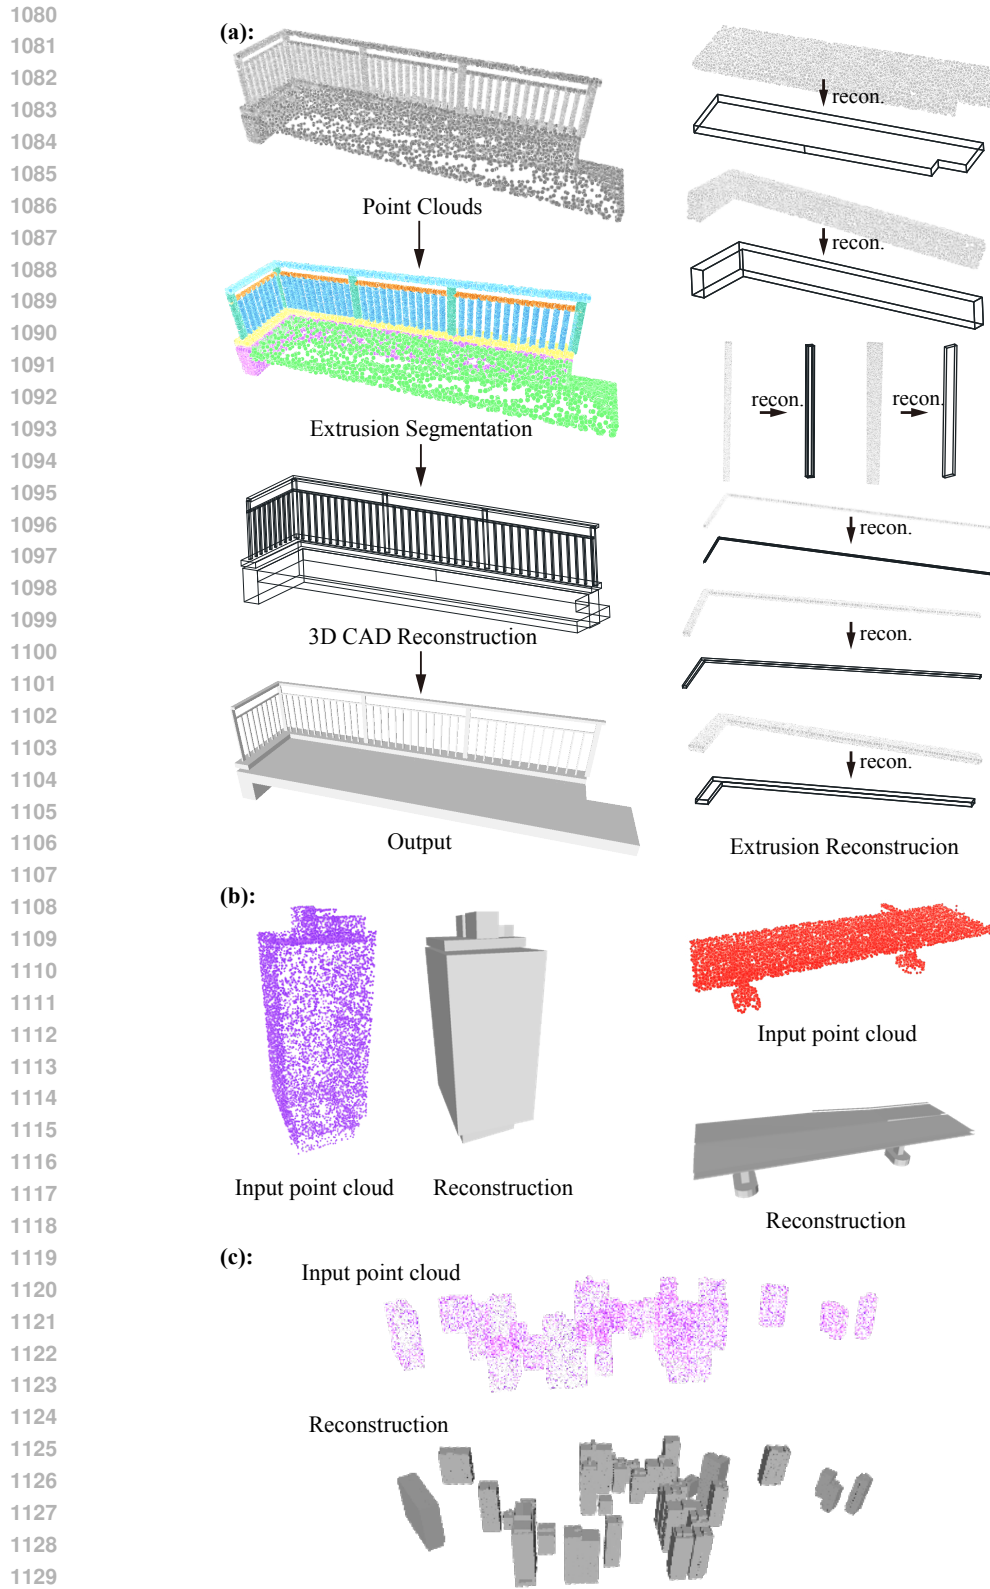 1080
1081
1082
1083
1084
1085
1086
1087
1088
1089
1090
1091
1092
1093
1094
1095
1096
1097
1098
1099
1100
1101
1102
1103
1104
1105
1106
1107
1108
1109
1110
1111
1112
1113
1114
1115
1116
1117
1118
1119
1120
1121
1122
1123
1124
1125
1126
1127
1128
1129
(a):
Point Clouds
Extrusion Segmentation
3D CAD Reconstruction
Output
recon.
recon.
recon.
recon.
recon.
recon.
recon.
Extrusion Reconstrucion
(b):
Input point cloud
Reconstruction
Input point cloud
Reconstruction
(c):
Input point cloud
Reconstruction